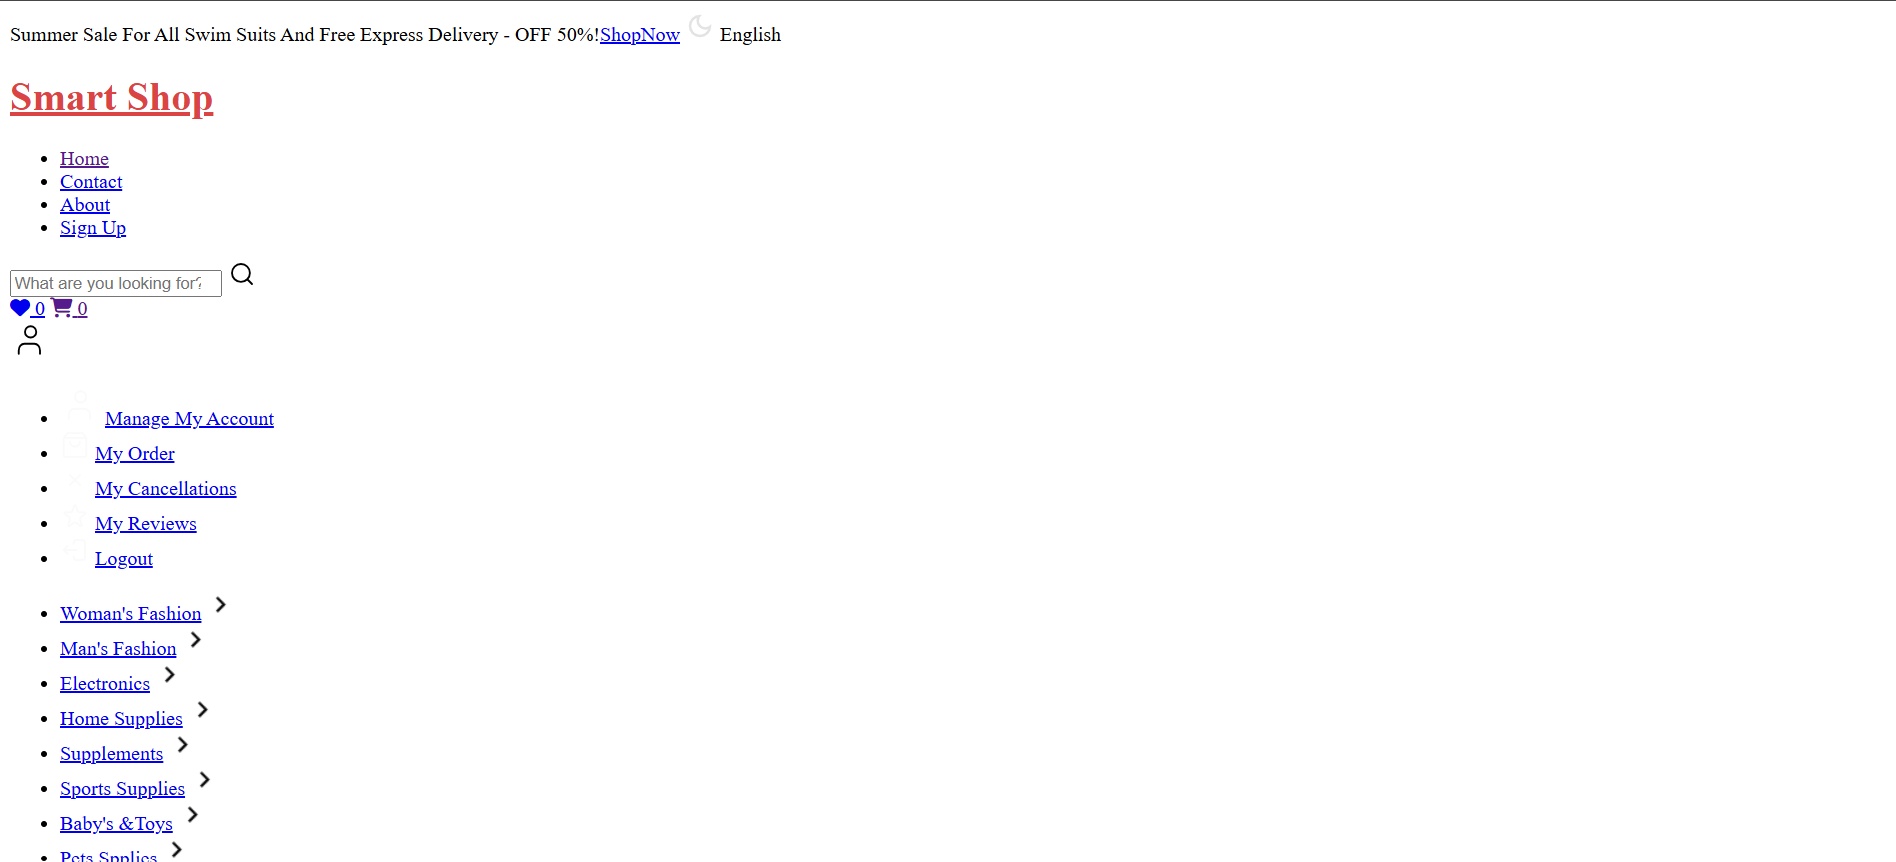 Summer Sale For All Swim Suits And Free Express Delivery - OFF 50%!ShopNow English
Smart Shop
Home
Contact
About
Sign Up
What are you looking for?
0 0
Manage My Account
My Order
My Cancellations
My Reviews
Logout
Woman's Fashion
Man's Fashion
Electronics
Home Supplies
Supplements
Sports Supplies
Baby's &Toys
Pets Spplies